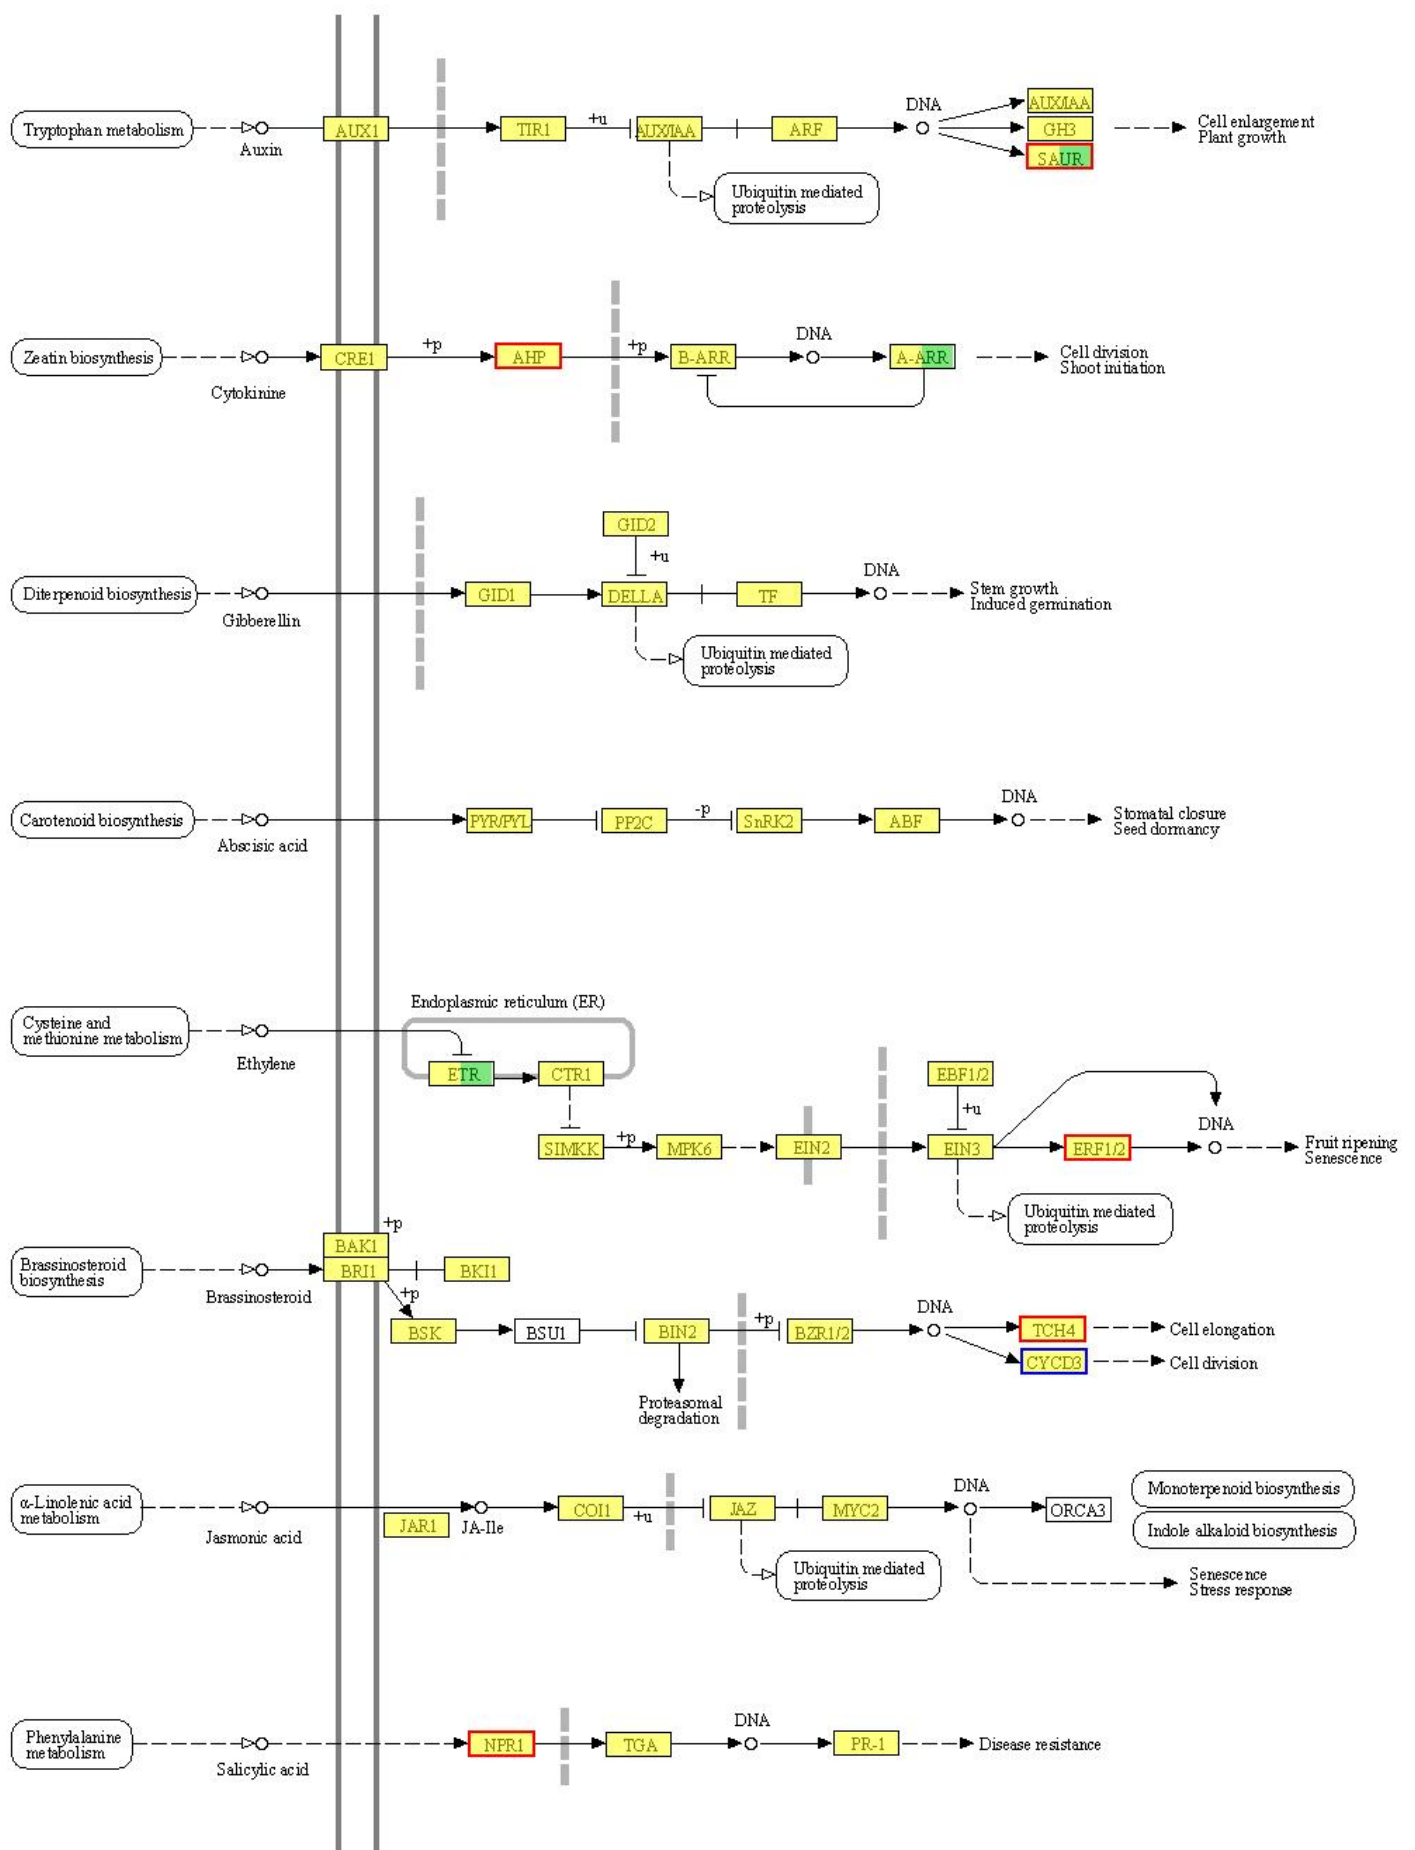 Tryptophan metabolism
Auxin
AUX1
TIR1
+u
AUX/IAA
ARF
DNA
AUX/IAA
GH3
SAUR
Cell enlargement
Plant growth
Ubiquitin mediated
proteolysis
Zeatin biosynthesis
Cytokinine
CRE1
+p
AHP
+p
B-ARR
DNA
A-ARR
Cell division
Shoot initiation
GID2
+u
Diterpenoid biosynthesis
Gibberellin
GID1
DELLA
TF
DNA
Stem growth
Induced germination
Ubiquitin mediated
proteolysis
Carotenoid biosynthesis
Abscisic acid
PYR/PYL
PP2C
-p
SnRK2
ABF
DNA
Stomatal closure
Seed dormancy
Cysteine and
methionine metabolism
Ethylene
Endoplasmic reticulum (ER)
ETR
CTR1
SIMKK
+p
MPK6
EIN2
EBF1/2
+u
EIN3
ERF1/2
DNA
Fruit ripening
Senescence
Ubiquitin mediated
proteolysis
Brassinosteroid
biosynthesis
Brassinosteroid
BAK1
+p
BRI1
BKI1
+p
BSK
BSU1
BIN2
+p
BZR1/2
DNA
TCH4
Cell elongation
CYCD3
Cell division
Proteasomal
degradation
α-Linolenic acid
metabolism
Jasmonic acid
JAR1
JA-Ile
COI1
+u
JAZ
MYC2
DNA
ORCA3
Monoterpenoid biosynthesis
Indole alkaloid biosynthesis
Ubiquitin mediated
proteolysis
Senescence
Stress response
Phenylalanine
metabolism
Salicylic acid
NPR1
TGA
DNA
PR-1
Disease resistance